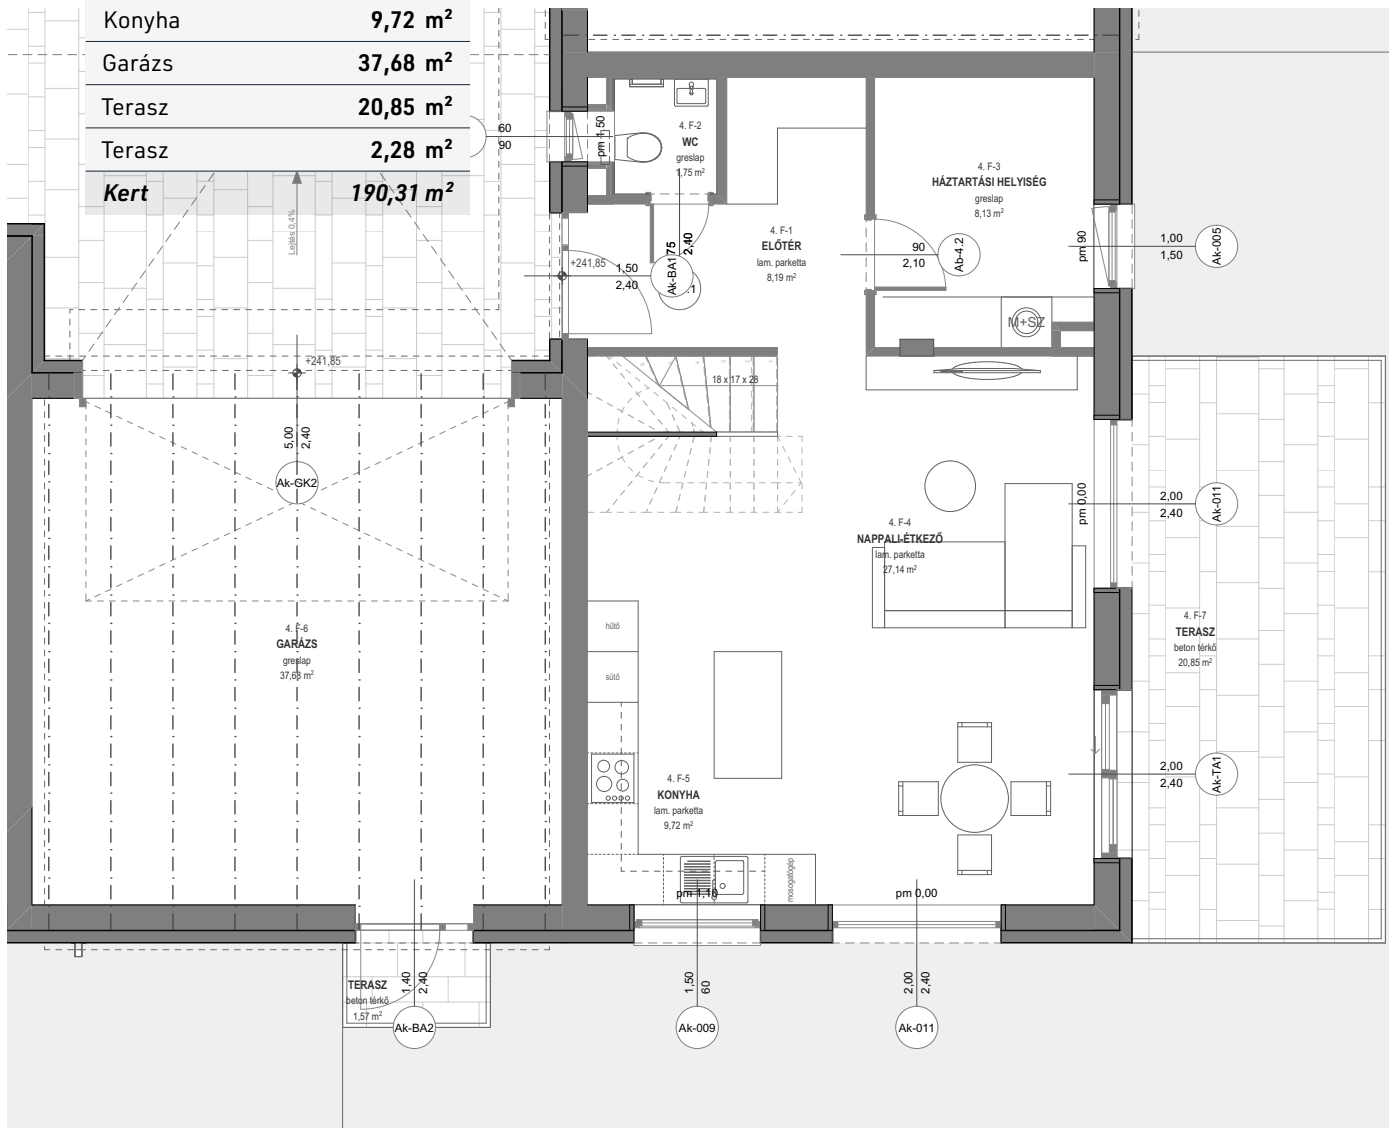 Konyha 9,72 m²
Garázs 37,68 m²
Terasz 20,85 m²
Terasz 2,28 m²
Kert 190,31 m²
60
90
pm 1,50
4. F-2
WC
greslap
1,75 m²
4. F-3
HÁZTARTÁSI HELYISÉG
greslap
8,13 m²
Lejtés 0,4%
4. F-1
ELŐTÉR
lam. parketta
8,19 m²
75
2,40
+241,85
1,50
2,40
Ak-BA1
.1
90
2,10
Ab-4.2
pm 90
1,00
1,50
Ak-005
M+SZ
+241,85
18 x 17 x 28
5,00
2,40
Ak-GK2
pm 0,00
2,00
2,40
Ak-011
4. F-4
NAPPALI-ÉTKEZŐ
lam. parketta
27,14 m²
4. F-6
GARÁZS
greslap
37,68 m²
hűtő
sütő
4. F-7
TERASZ
beton térkő
20,85 m²
2,00
2,40
Ak-TA1
4. F-5
KONYHA
lam. parketta
9,72 m²
mosogatógép
pm 1,10
pm 0,00
TERASZ
beton térkő
1,57 m²
1,40
2,40
Ak-BA2
1,50
60
Ak-009
2,00
2,40
Ak-011